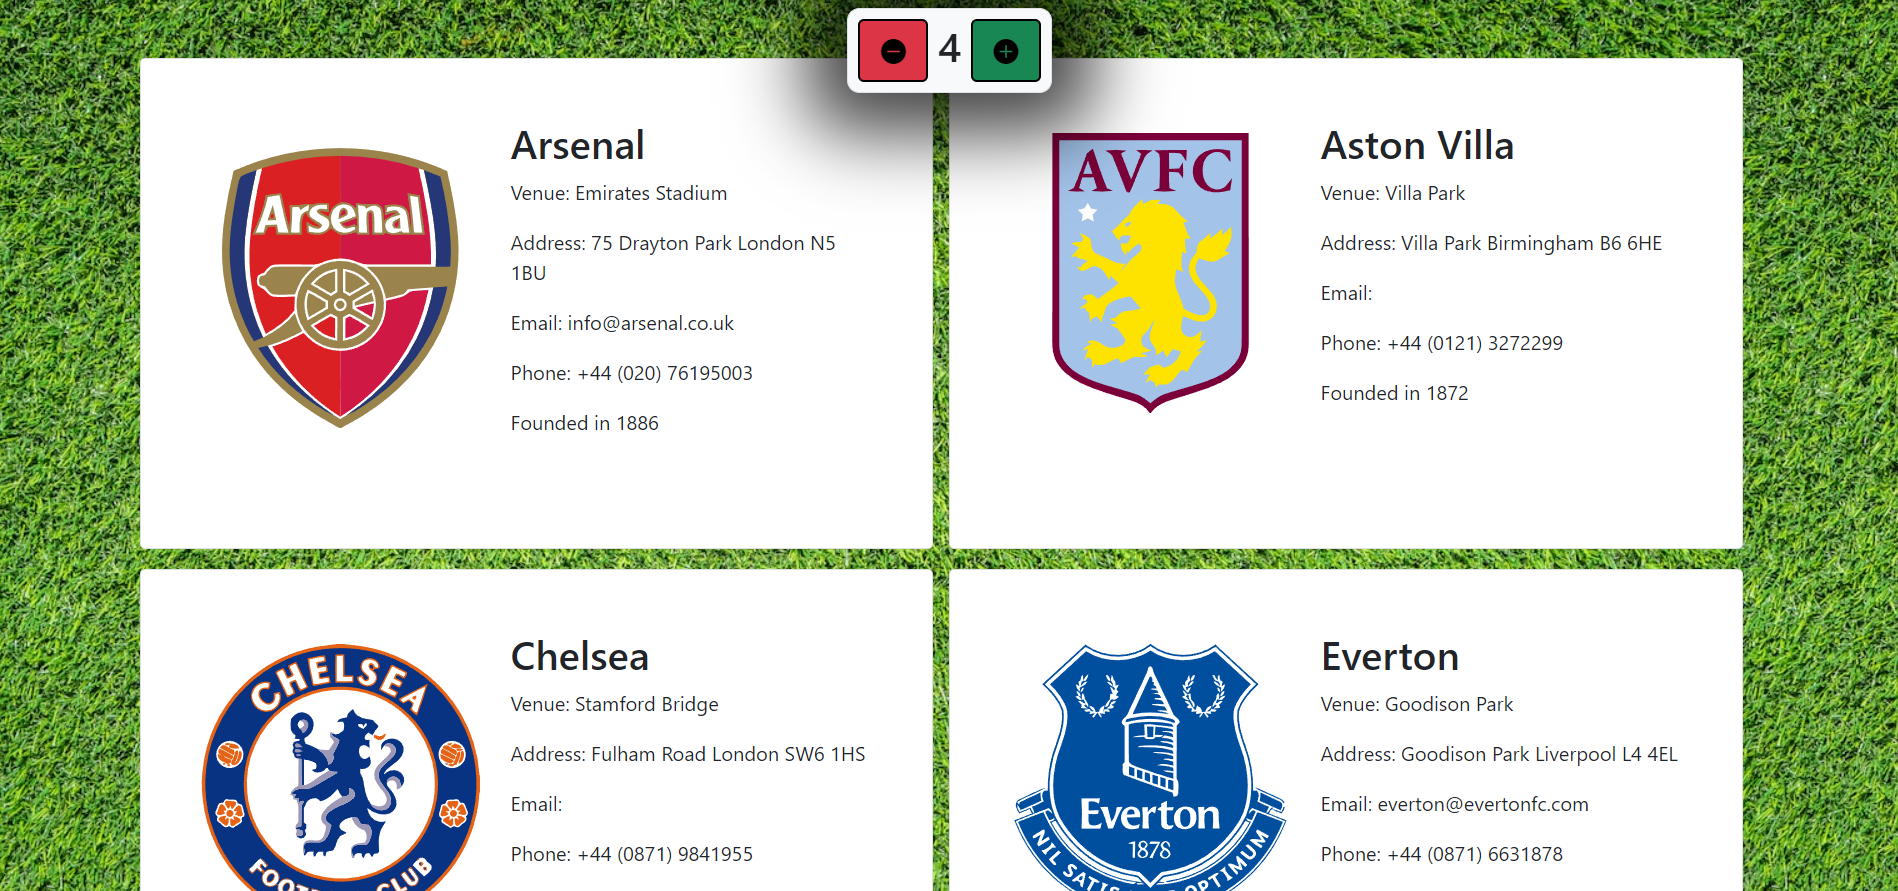 4
Arsenal
Arsenal
Venue: Emirates Stadium
Address: 75 Drayton Park London N5
1BU
Email: info@arsenal.co.uk
Phone: +44 (020) 76195003
Founded in 1886
AVFC
Aston Villa
Venue: Villa Park
Address: Villa Park Birmingham B6 6HE
Email:
Phone: +44 (0121) 3272299
Founded in 1872
CHELSEA
CLUB
Chelsea
Venue: Stamford Bridge
Address: Fulham Road London SW6 1HS
Email:
Phone: +44 (0871) 9841955
Everton
1878
NIL
OPTIMUM
Everton
Venue: Goodison Park
Address: Goodison Park Liverpool L4 4EL
Email: everton@evertonfc.com
Phone: +44 (0871) 6631878